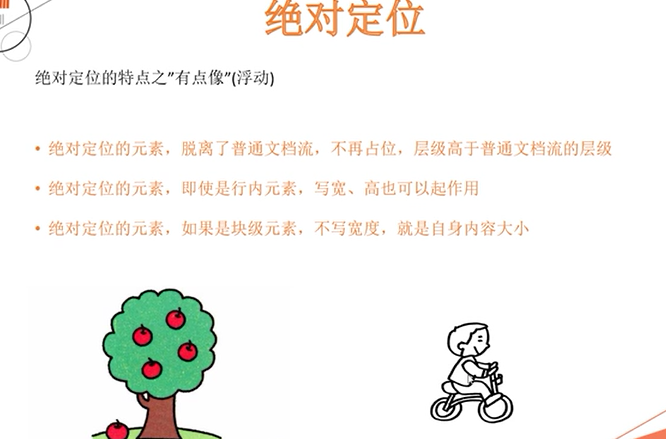 绝对定位
绝对定位的特点之"有点像"(浮动)
• 绝对定位的元素，脱离了普通文档流，不再占位，层级高于普通文档流的层级
• 绝对定位的元素，即使是行内元素，写宽、高也可以起作用
• 绝对定位的元素，如果是块级元素，不写宽度，就是自身内容大小